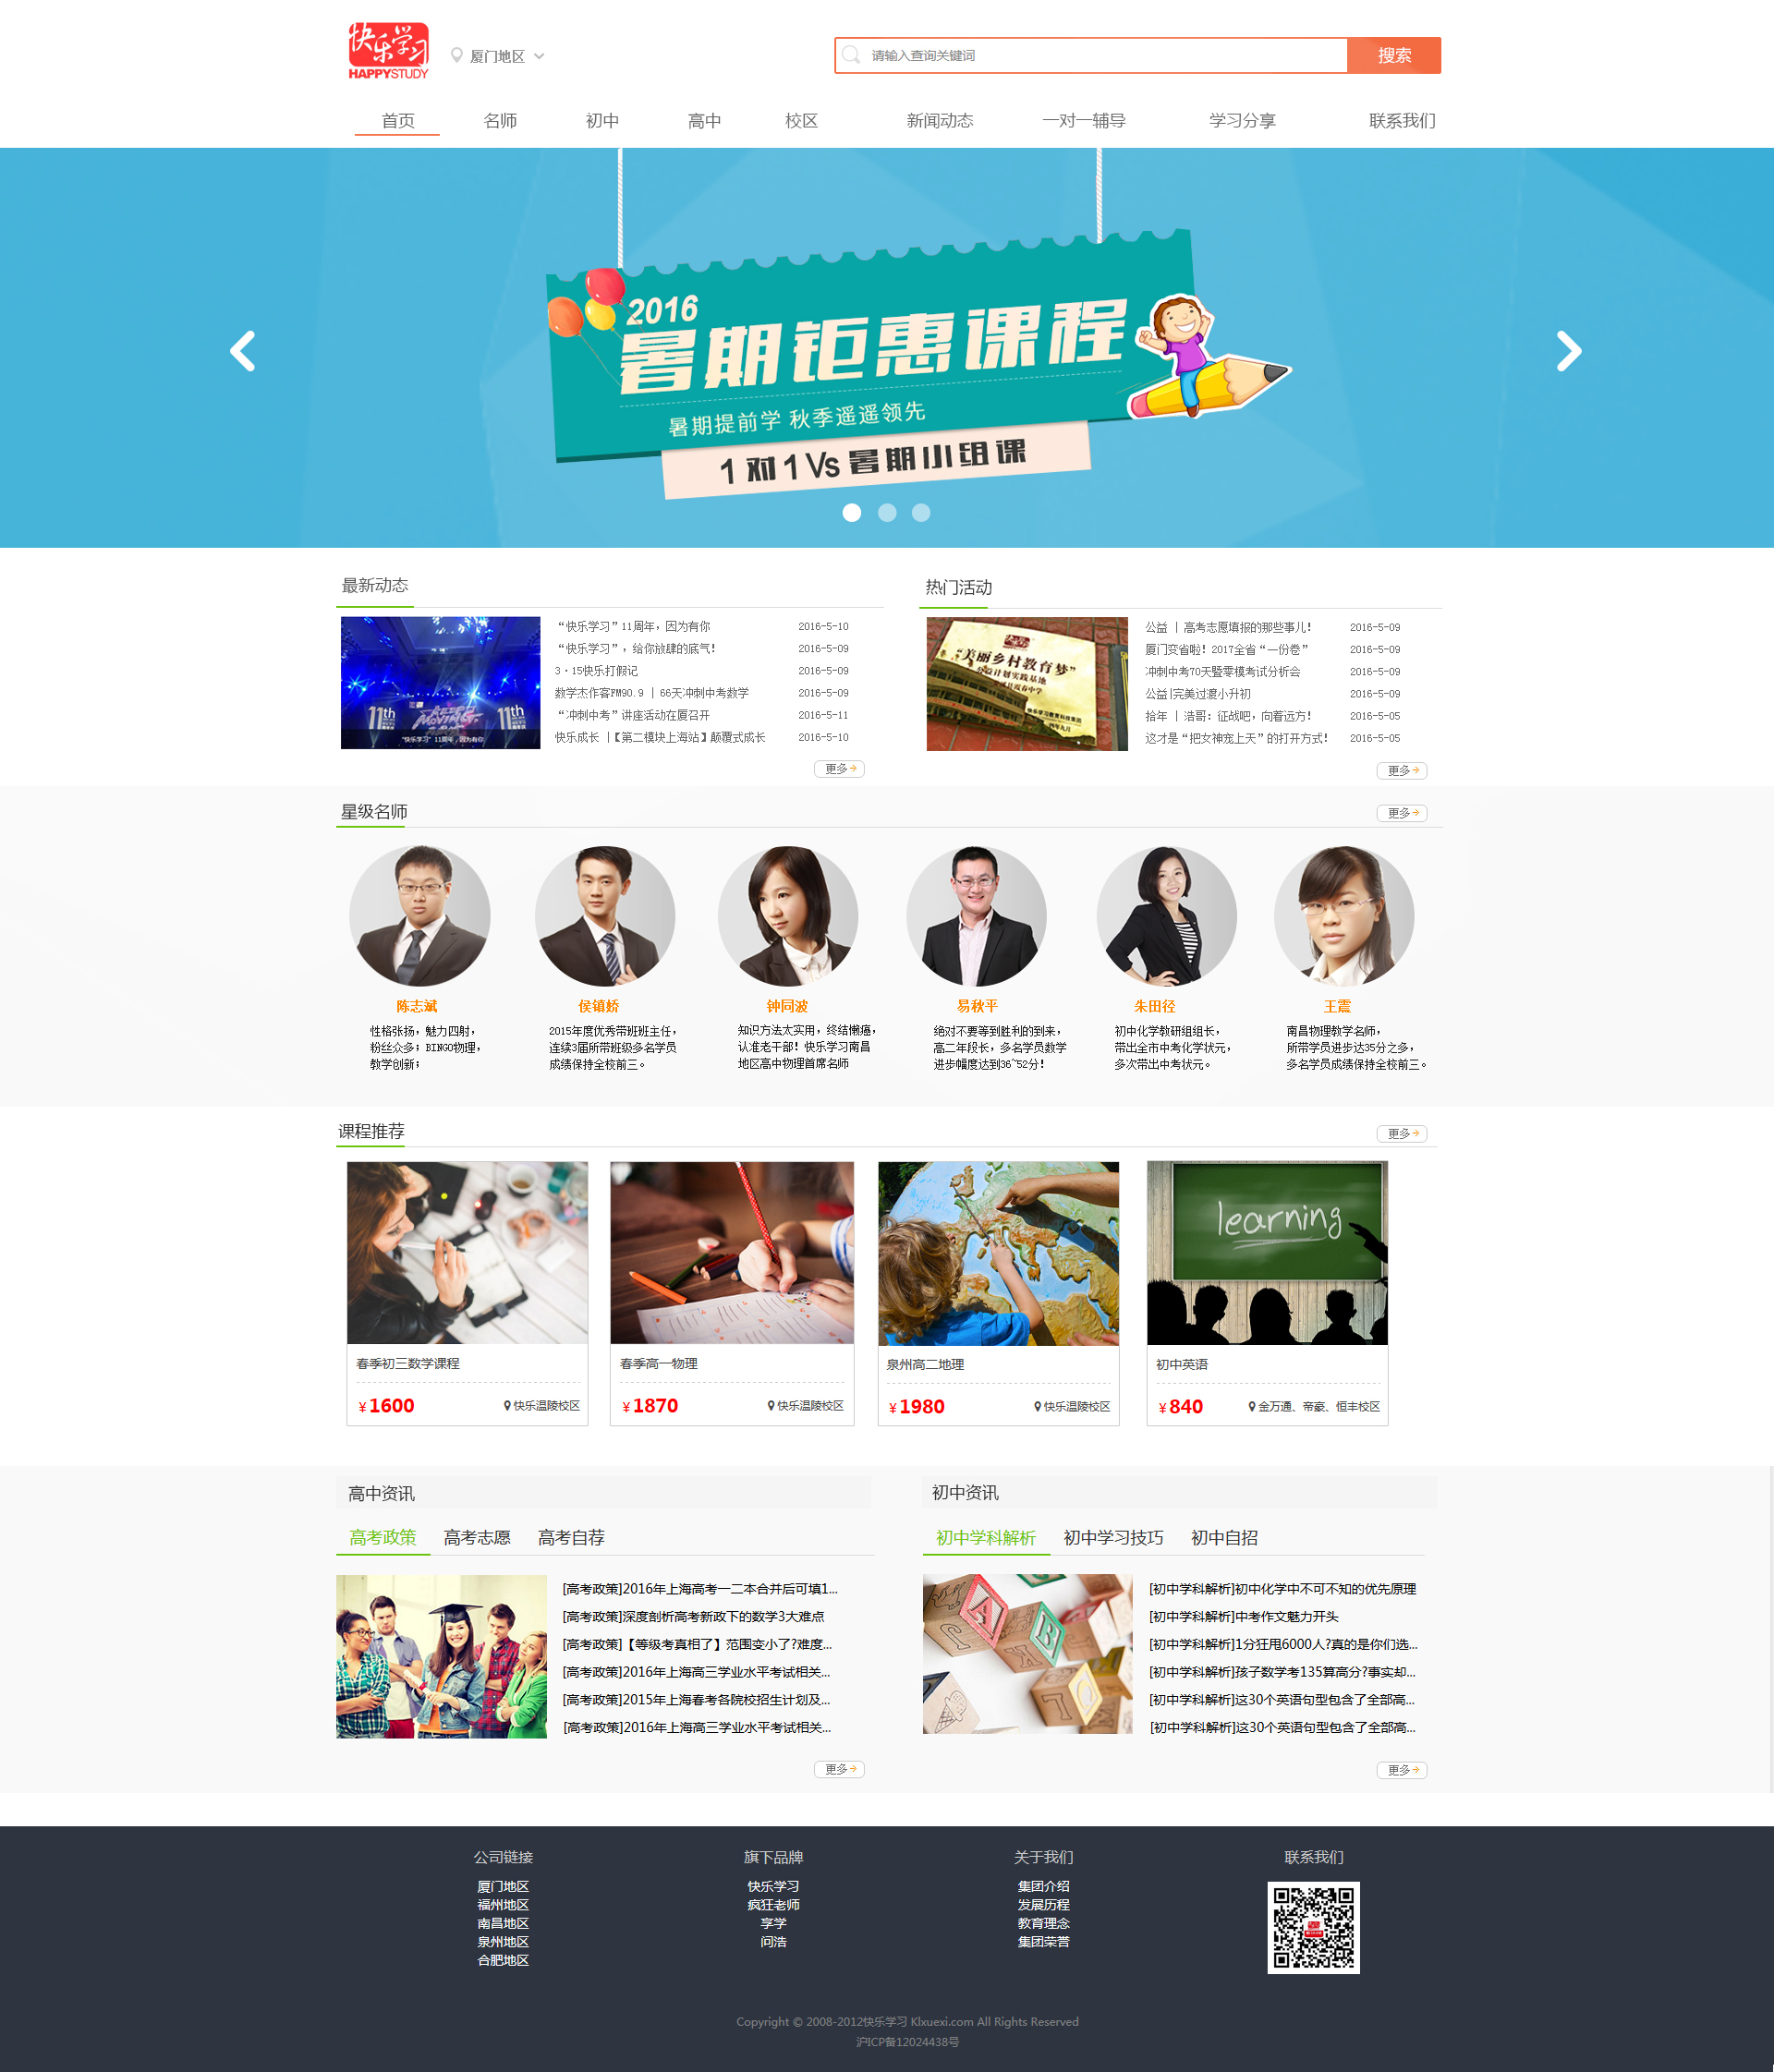 快乐学习
HAPPYSTUDY
厦门地区
请输入查询关键词
搜索
首页 名师 初中 高中 校区 新闻动态 一对一辅导 学习分享 联系我们
2016
暑期钜惠课程
暑期提前学 秋季遥遥领先
1对1Vs暑期小组课
最新动态
“快乐学习”11周年，因为有你 2016-5-10
“快乐学习”，给你放肆的底气！ 2016-5-09
3·15快乐打假记 2016-5-09
数学杰作客FM90.9 | 66天冲刺中考数学 2016-5-09
“冲刺中考”讲座活动在厦召开 2016-5-11
快乐成长 |【第二模块上海站】颠覆式成长 2016-5-10
11th
11th
“快乐学习”11周年，因为有你
更多
热门活动
“美丽乡村教育梦”
公益 | 高考志愿填报的那些事儿！ 2016-5-09
厦门变省啦！2017全省“一份卷” 2016-5-09
冲刺中考70天暨零模考试分析会 2016-5-09
公益|完美过渡小升初 2016-5-09
拾年 | 浩哥：征战吧，向着远方！ 2016-5-05
这才是“把女神宠上天”的打开方式！ 2016-5-05
更多
星级名师
更多
陈志斌
性格张扬，魅力四射，
粉丝众多；BINGO物理，
教学创新；
侯镇娇
2015年度优秀带班班主任，
连续3届所带班级多名学员
成绩保持全校前三。
钟同波
知识方法太实用，终结懒癌，
认准老干部！快乐学习南昌
地区高中物理首席名师
易秋平
绝对不要等到胜利的到来，
高二年段长，多名学员数学
进步幅度达到36~52分！
朱田径
初中化学教研组组长，
带出全市中考化学状元，
多次带出中考状元。
王震
南昌物理教学名师，
所带学员进步达35分之多，
多名学员成绩保持全校前三。
课程推荐
更多
learning
春季初三数学课程
￥1600 快乐温陵校区
春季高一物理
￥1870 快乐温陵校区
泉州高二地理
￥1980 快乐温陵校区
初中英语
￥840 金万通、帝豪、恒丰校区
高中资讯
高考政策 高考志愿 高考自荐
[高考政策]2016年上海高考一二本合并后可填1...
[高考政策]深度剖析高考新政下的数学3大难点
[高考政策]【等级考真相了】范围变小了?难度...
[高考政策]2016年上海高三学业水平考试相关...
[高考政策]2015年上海春考各院校招生计划及...
[高考政策]2016年上海高三学业水平考试相关...
更多
初中资讯
初中学科解析 初中学习技巧 初中自招
[初中学科解析]初中化学中不可不知的优先原理
[初中学科解析]中考作文魅力开头
[初中学科解析]1分狂甩6000人?真的是你们选...
[初中学科解析]孩子数学考135算高分?事实却...
[初中学科解析]这30个英语句型包含了全部高...
[初中学科解析]这30个英语句型包含了全部高...
更多
公司链接
厦门地区
福州地区
南昌地区
泉州地区
合肥地区
旗下品牌
快乐学习
疯狂老师
享学
问浩
关于我们
集团介绍
发展历程
教育理念
集团荣誉
联系我们
Copyright © 2008-2012快乐学习 Klxuexi.com All Rights Reserved
沪ICP备12024438号